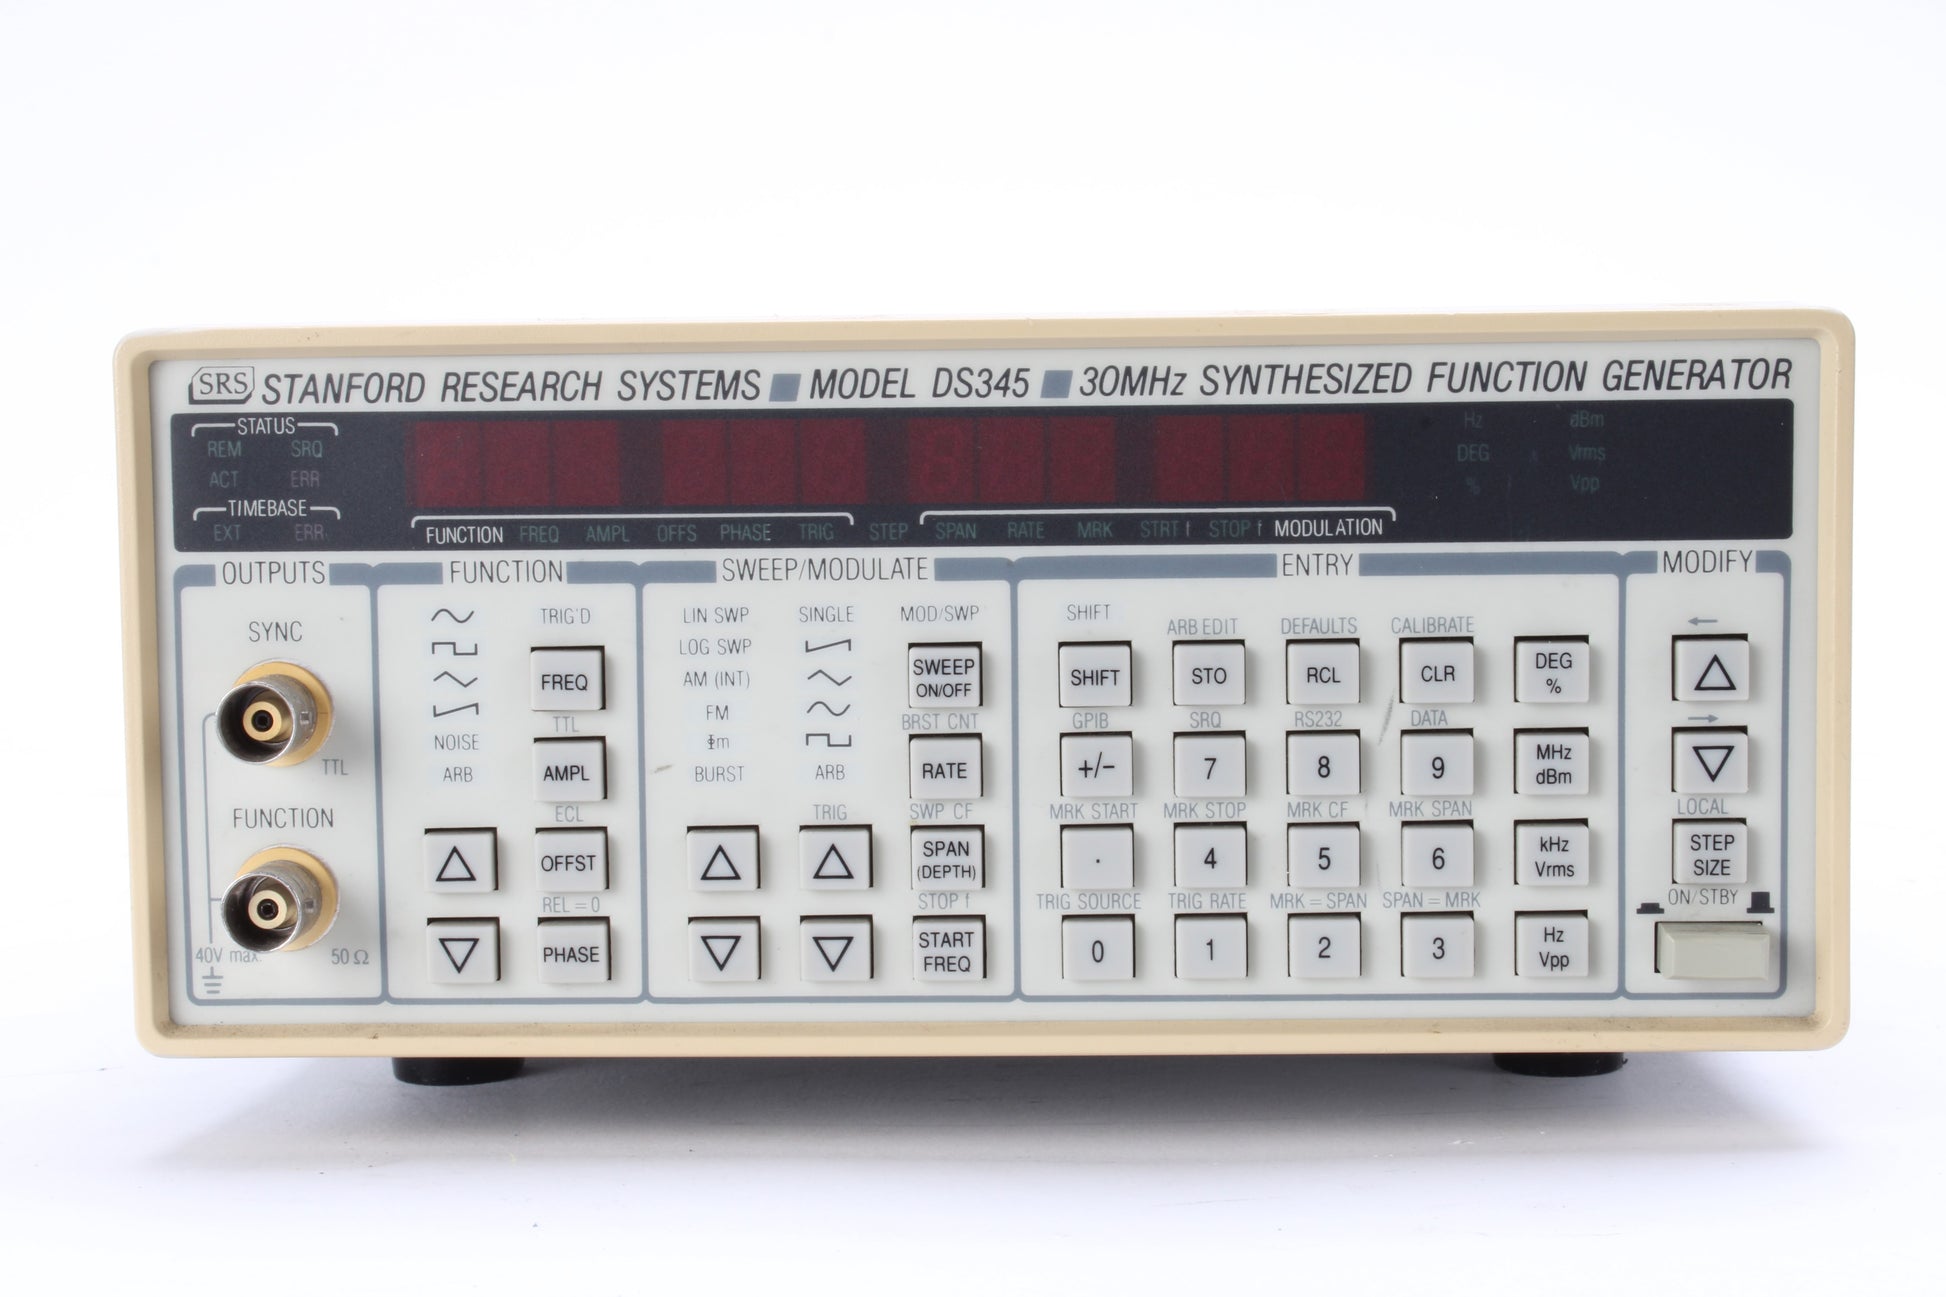 SRS STANFORD RESEARCH SYSTEMS MODEL DS345 30MHz SYNTHESIZED FUNCTION GENERATOR
STATUS
REM SRQ
ACT ERR
TIMEBASE
EXT ERR
Hz dBm
DEG Vrms
% Vpp
FUNCTION FREQ AMPL OFFS PHASE TRIG STEP SPAN RATE MRK STRT f STOP f MODULATION
OUTPUTS
SYNC
TTL
FUNCTION
40V max.
50 Ω
FUNCTION
NOISE
ARB
TRIG'D
FREQ
TTL
AMPL
ECL
OFFST
REL = 0
PHASE
SWEEP/MODULATE
LIN SWP
LOG SWP
AM (INT)
FM
Φm
BURST
SINGLE
ARB
TRIG
MOD/SWP
SWEEP
ON/OFF
BRST CNT
RATE
SWP CF
SPAN
(DEPTH)
STOP f
START
FREQ
ENTRY
SHIFT ARB EDIT DEFAULTS CALIBRATE
SHIFT STO RCL CLR DEG
%
GPIB SRQ RS232 DATA
+/− 7 8 9 MHz
dBm
MRK START MRK STOP MRK CF MRK SPAN
. 4 5 6 kHz
Vrms
TRIG SOURCE TRIG RATE MRK = SPAN SPAN = MRK
0 1 2 3 Hz
Vpp
MODIFY
←
→
LOCAL
STEP
SIZE
ON/STBY